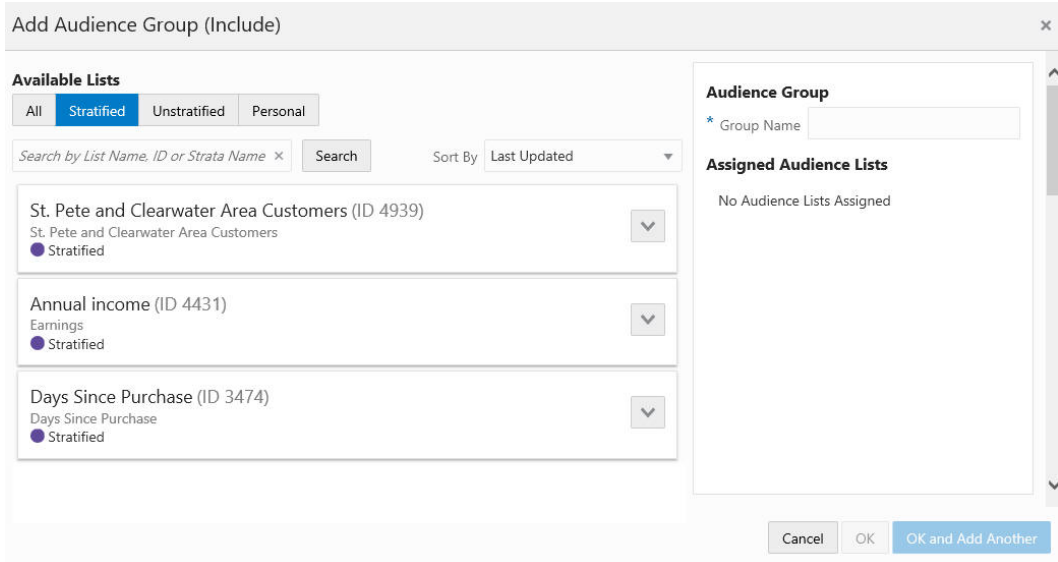 Add Audience Group (Include)
×
Available Lists
All Stratified Unstratified Personal
Search by List Name, ID or Strata Name × Search Sort By Last Updated
St. Pete and Clearwater Area Customers (ID 4939)
St. Pete and Clearwater Area Customers
Stratified
Annual income (ID 4431)
Earnings
Stratified
Days Since Purchase (ID 3474)
Days Since Purchase
Stratified
Audience Group
* Group Name
Assigned Audience Lists
No Audience Lists Assigned
Cancel OK OK and Add Another